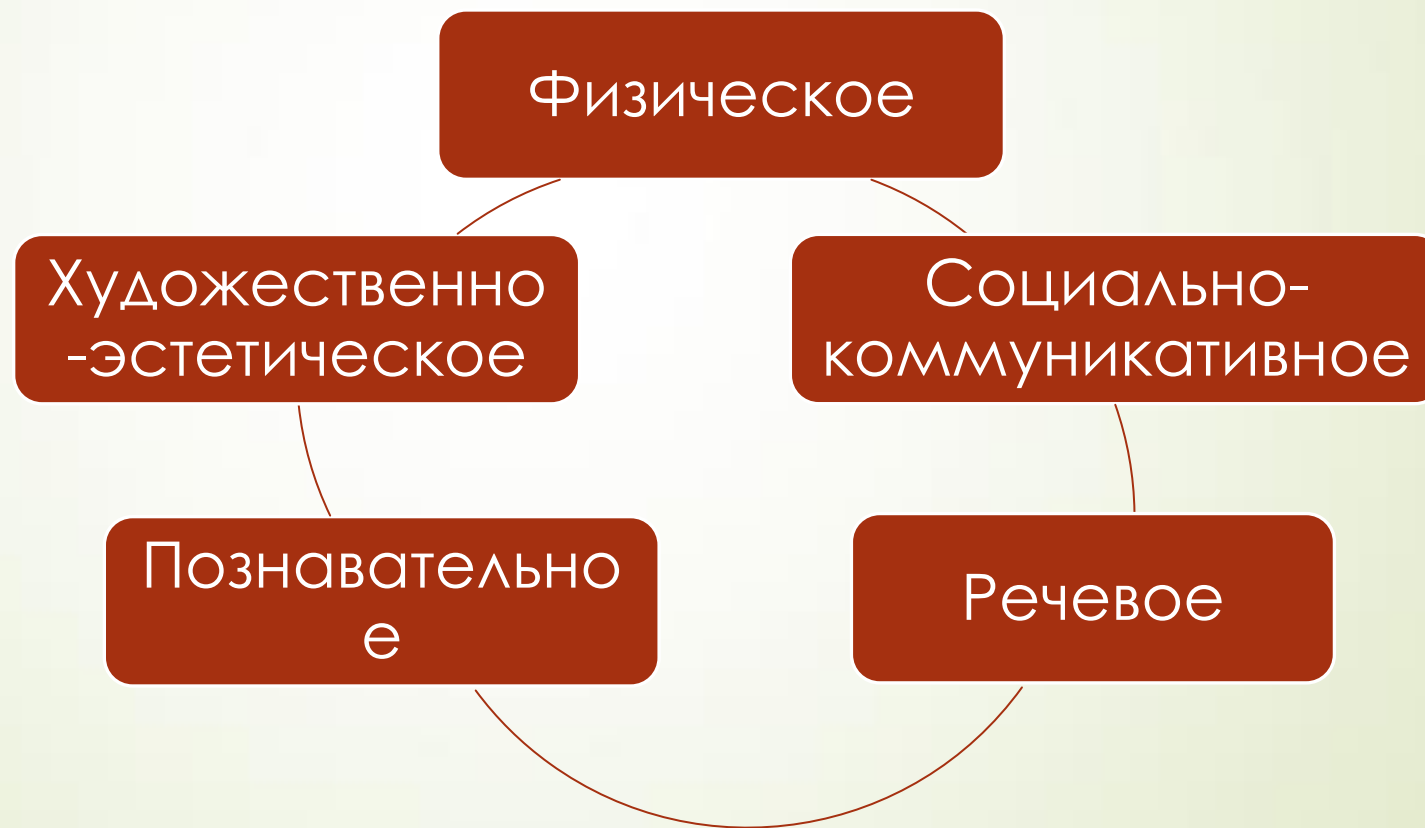 Физическое
Художественно
-эстетическое
Социально-
коммуникативное
Познавательно
е
Речевое